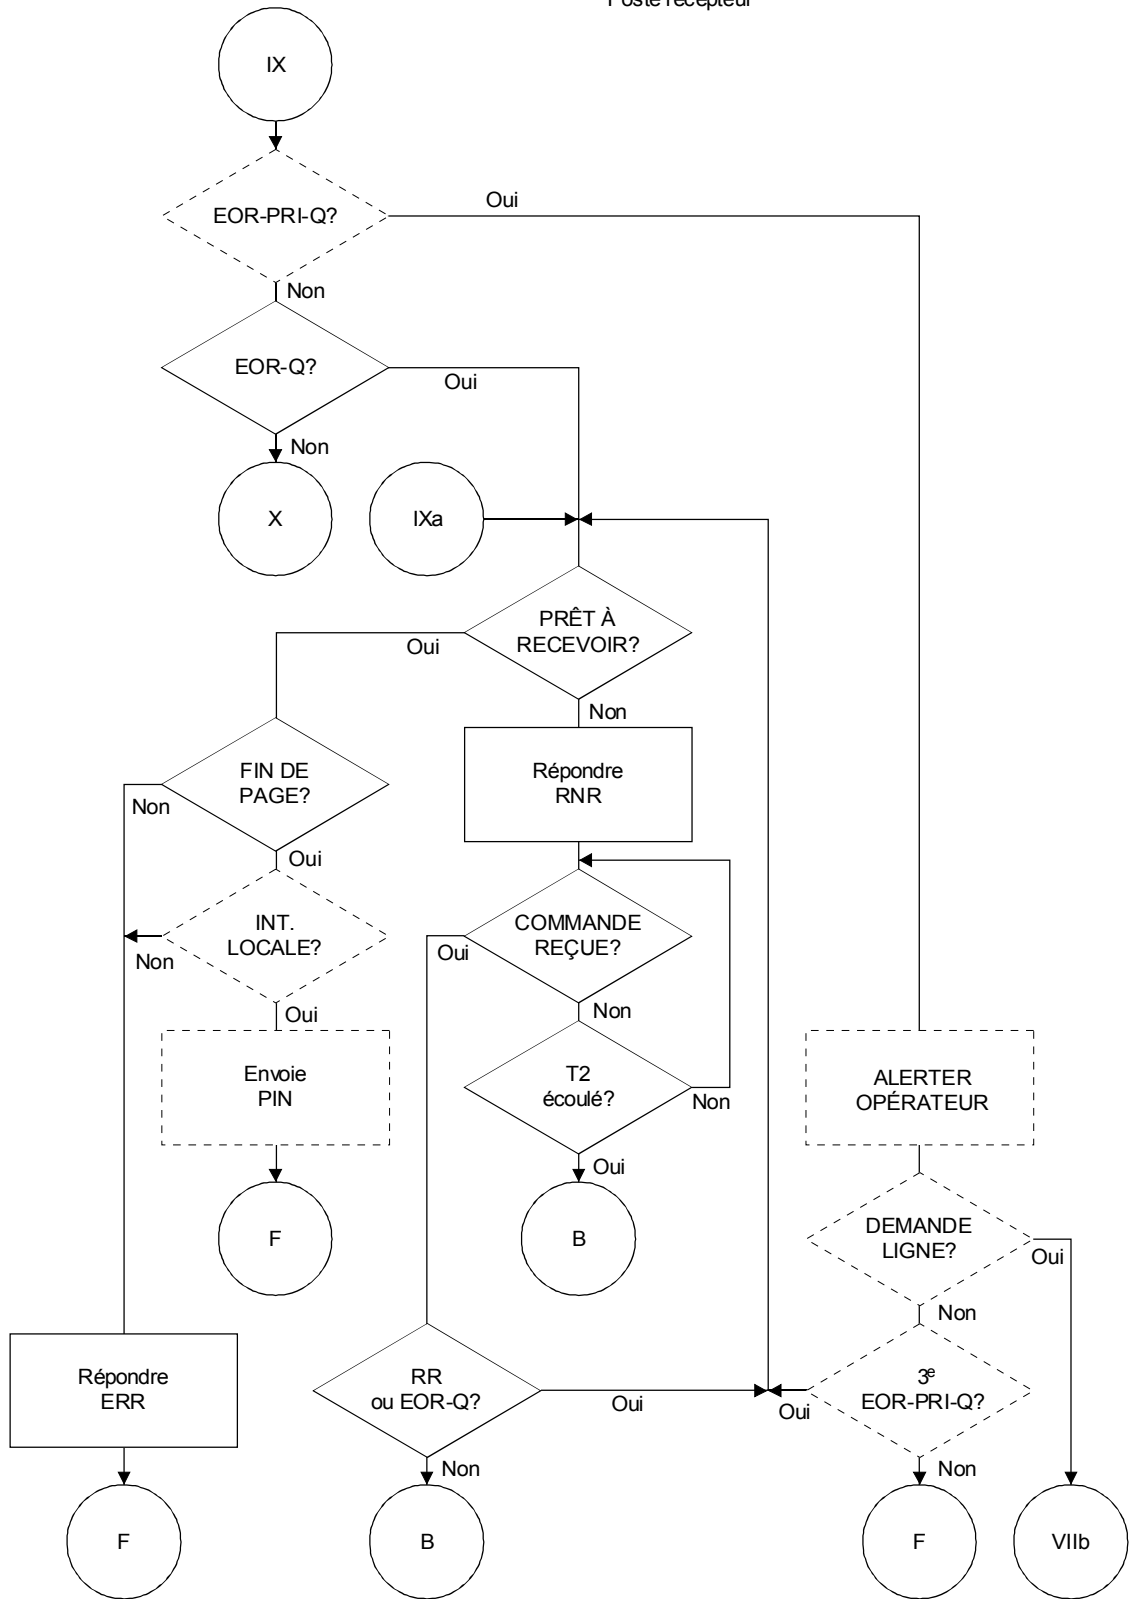 Poste récepteur
IX
EOR-PRI-Q?
Oui
Non
EOR-Q?
Oui
Non
X
IXa
PRÊT À
RECEVOIR?
Oui
Non
FIN DE
PAGE?
Non
Oui
Répondre
RNR
INT.
LOCALE?
Non
Oui
COMMANDE
REÇUE?
Oui
Non
Envoie
PIN
T2
écoulé?
Non
Oui
ALERTER
OPÉRATEUR
F
B
DEMANDE
LIGNE?
Oui
Non
Répondre
ERR
RR
ou EOR-Q?
Oui
Non
3e
EOR-PRI-Q?
Oui
Non
F
B
F
VIIb